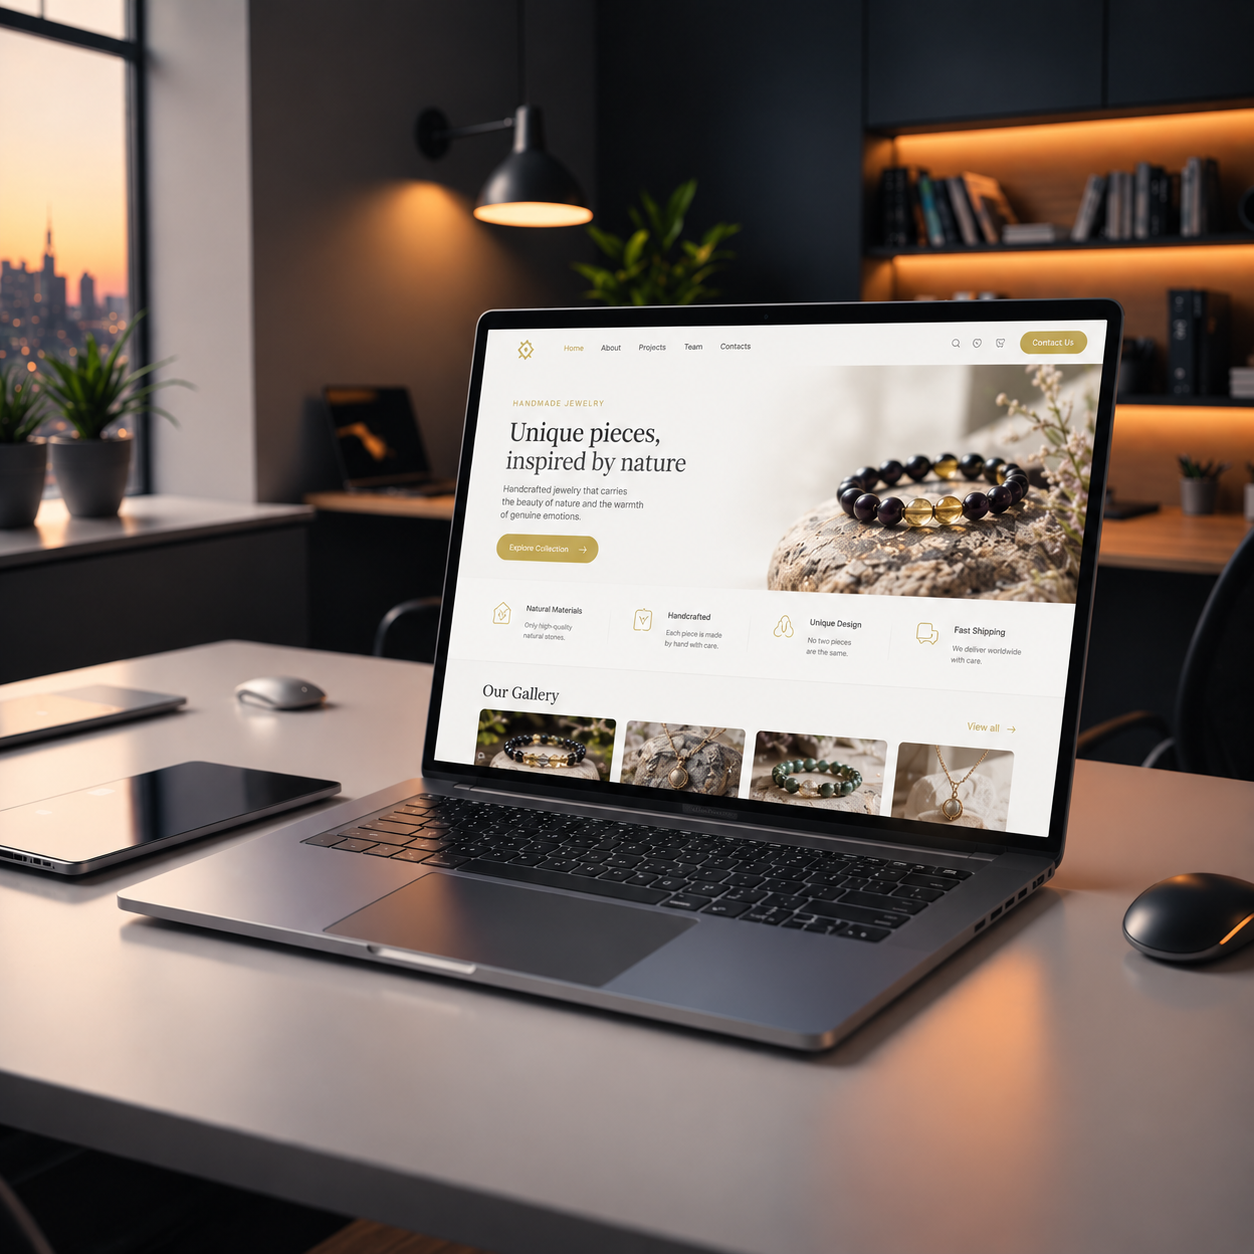 Home About Projects Team Contacts Contact Us
HANDMADE JEWELRY
Unique pieces,
inspired by nature
Handcrafted jewelry that carries
the beauty of nature and the warmth
of genuine emotions.
Explore Collection →
Natural Materials
Only high-quality
natural stones.
Handcrafted
Each piece is made
by hand with care.
Unique Design
No two pieces
are the same.
Fast Shipping
We deliver worldwide
with care.
Our Gallery
View all →